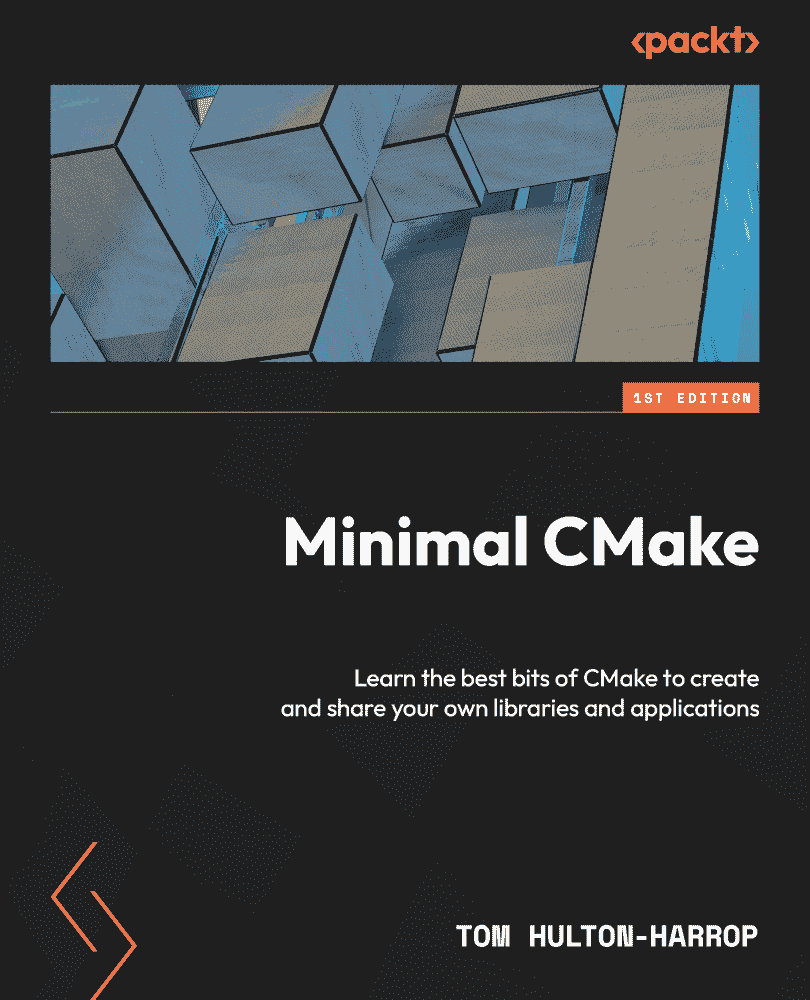 <packt>
1ST EDITION
Minimal CMake
Learn the best bits of CMake to create
and share your own libraries and applications
TOM HULTON-HARROP